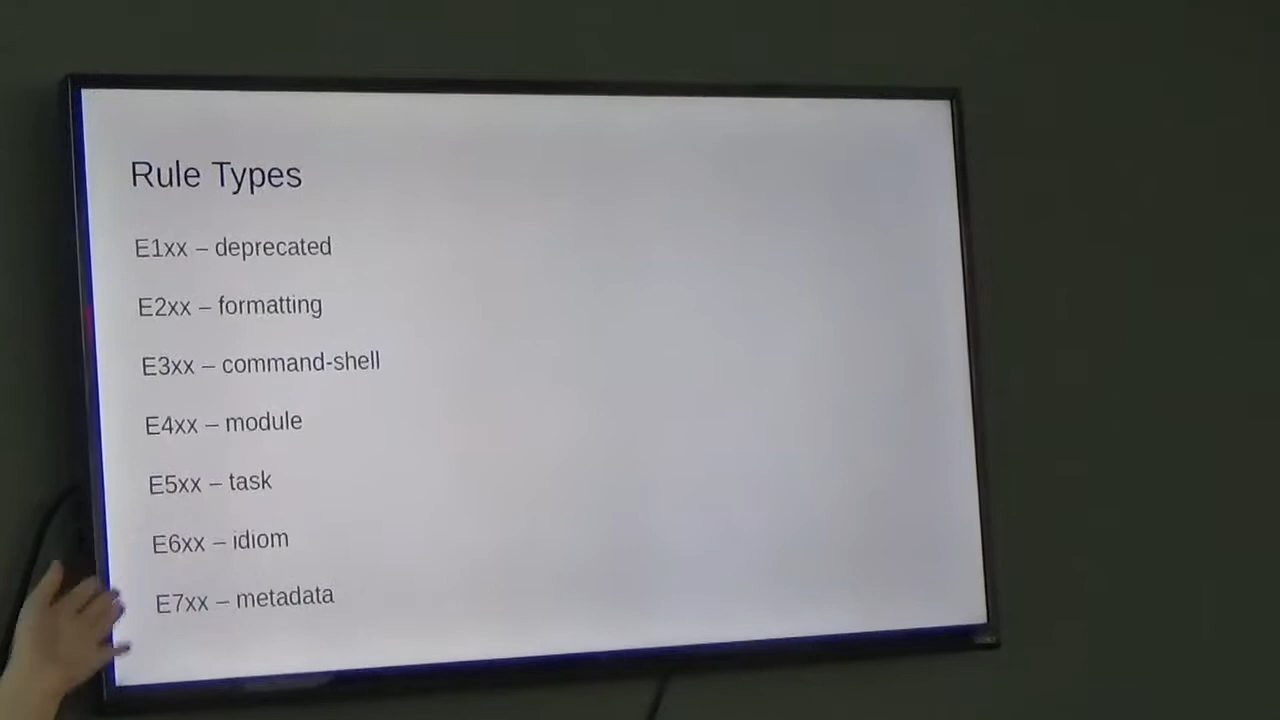 Rule Types
E1xx – deprecated
E2xx – formatting
E3xx – command-shell
E4xx – module
E5xx – task
E6xx – idiom
E7xx – metadata